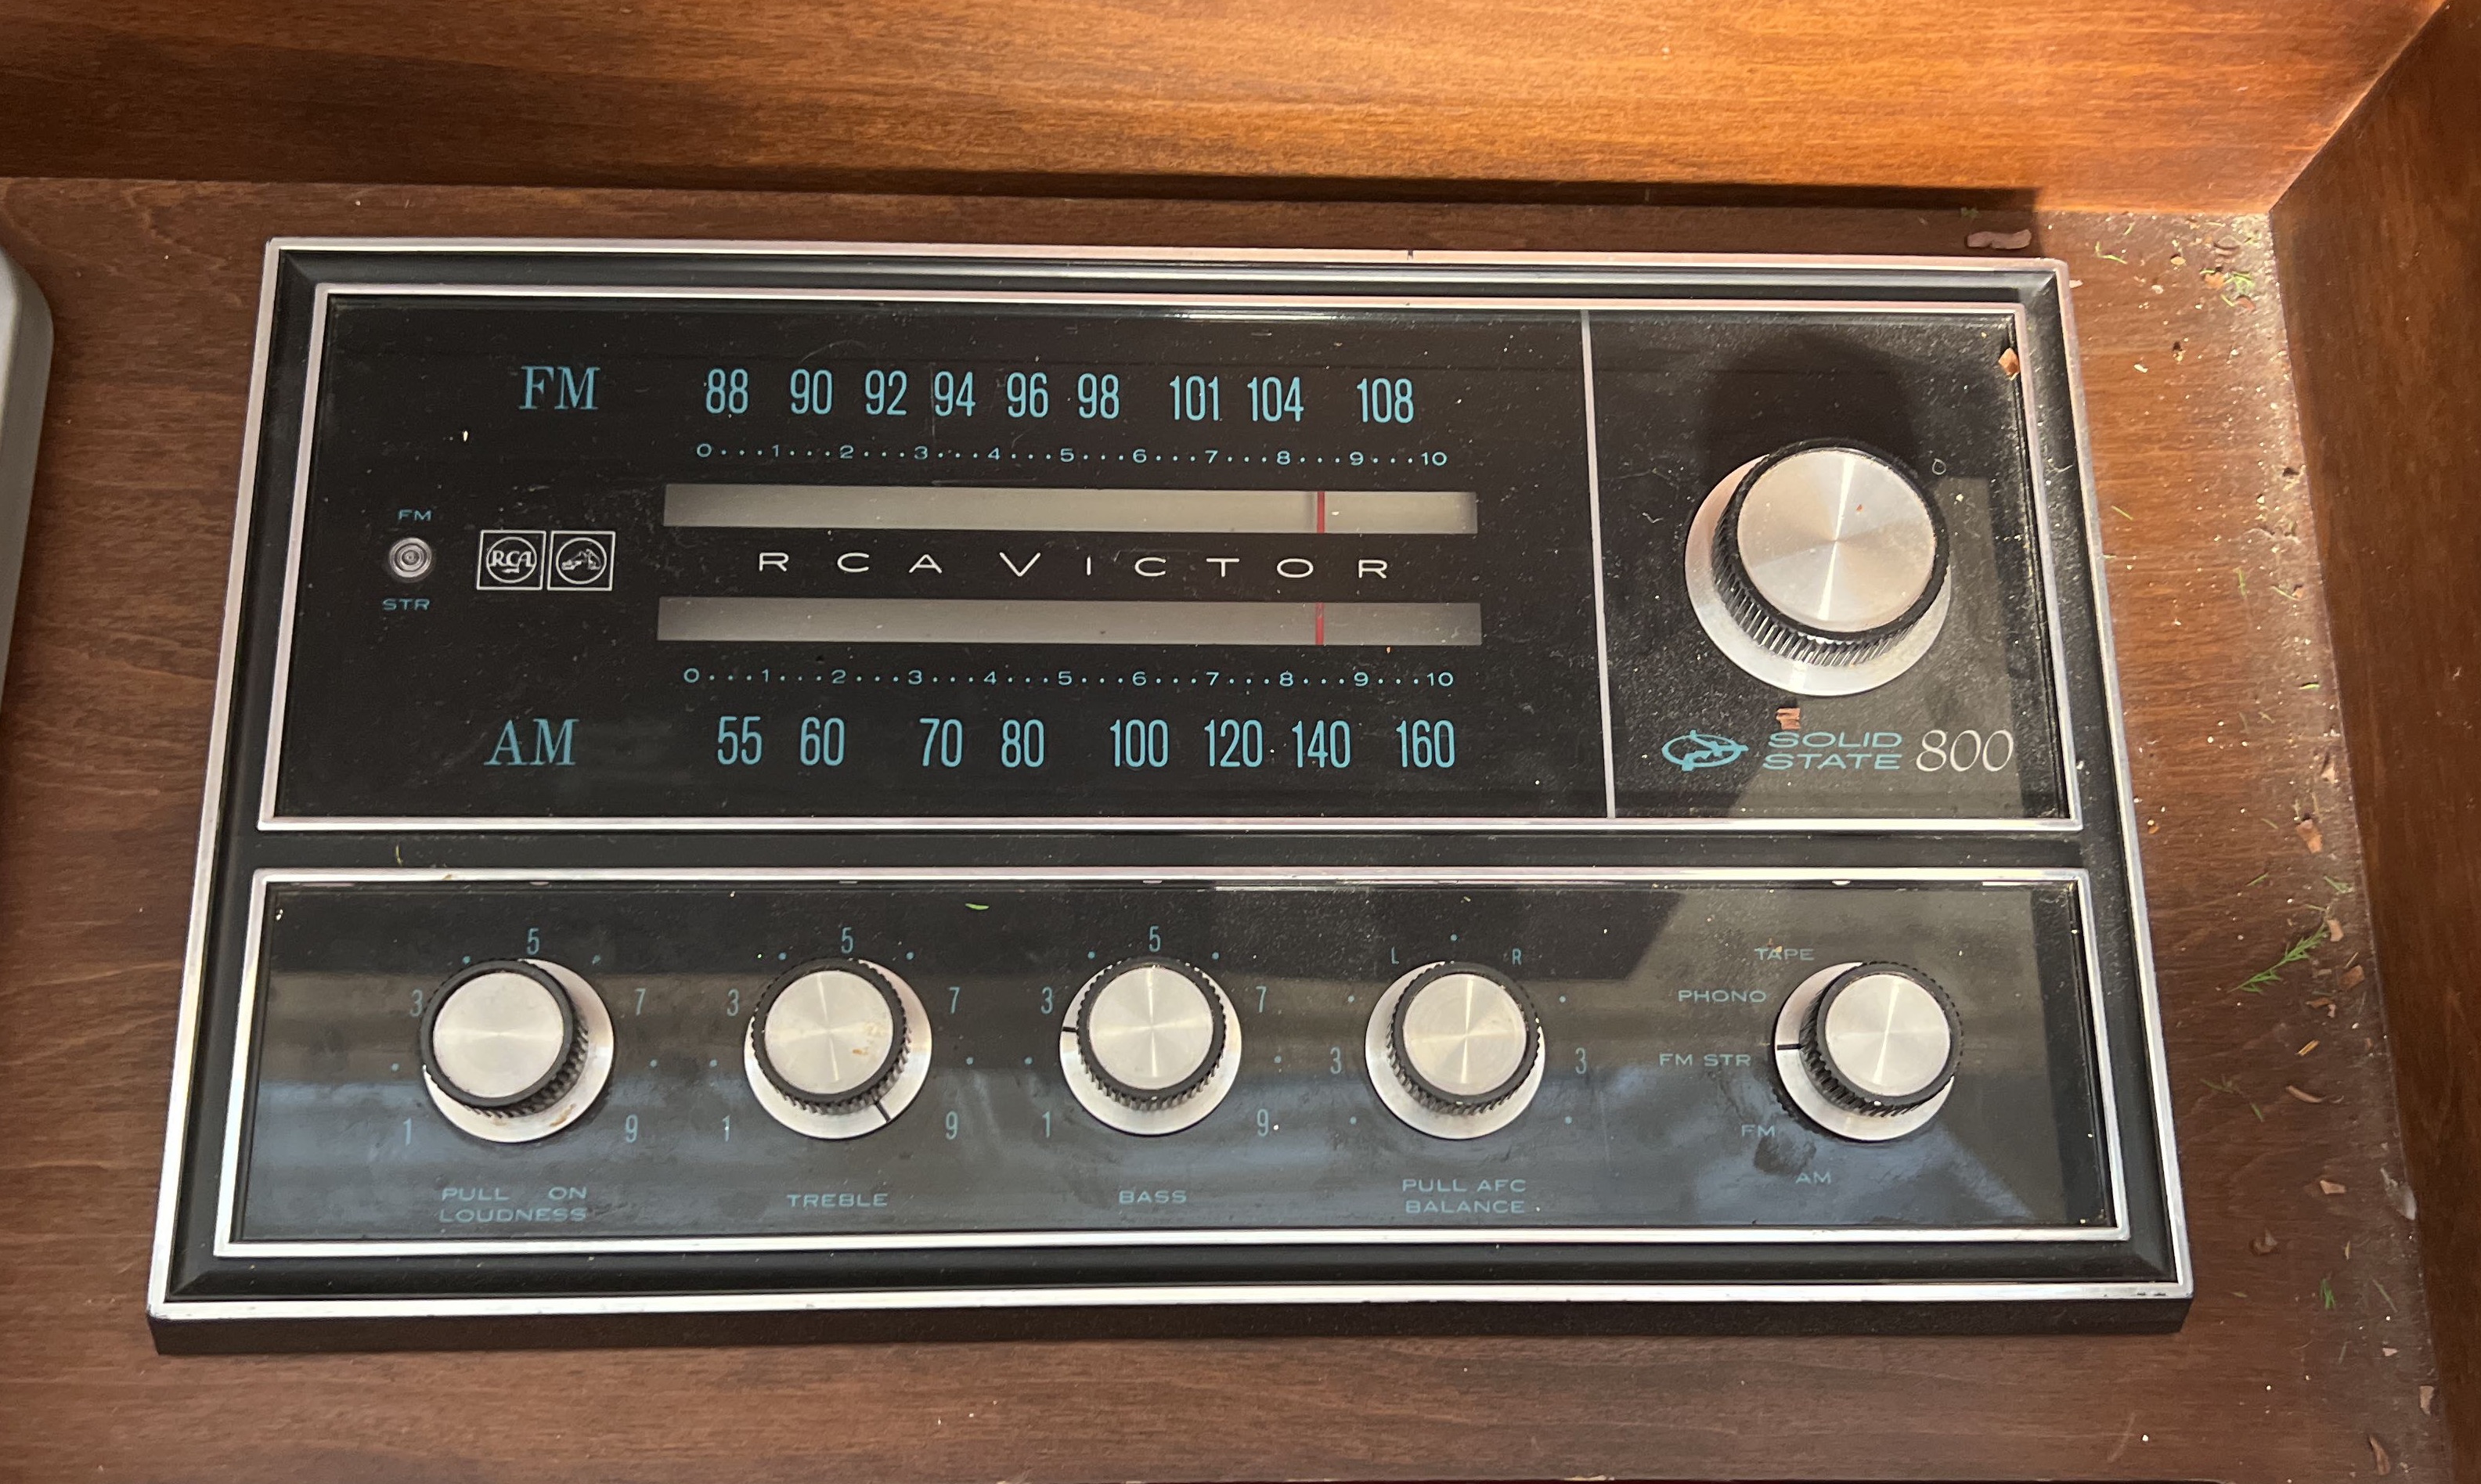 FM 88 90 92 94 96 98 101 104 108
0...1...2...3...4...5...6...7...8...9...10
FM
STR
RCA
RCA VICTOR
0...1...2...3...4...5...6...7...8...9...10
AM 55 60 70 80 100 120 140 160
SOLID
STATE 800
5
3 7
1 9
PULL ON
LOUDNESS
5
3 7
1 9
TREBLE
5
3 7
1 9
BASS
L R
3 3
PULL AFC
BALANCE
TAPE
PHONO
FM STR
FM
AM